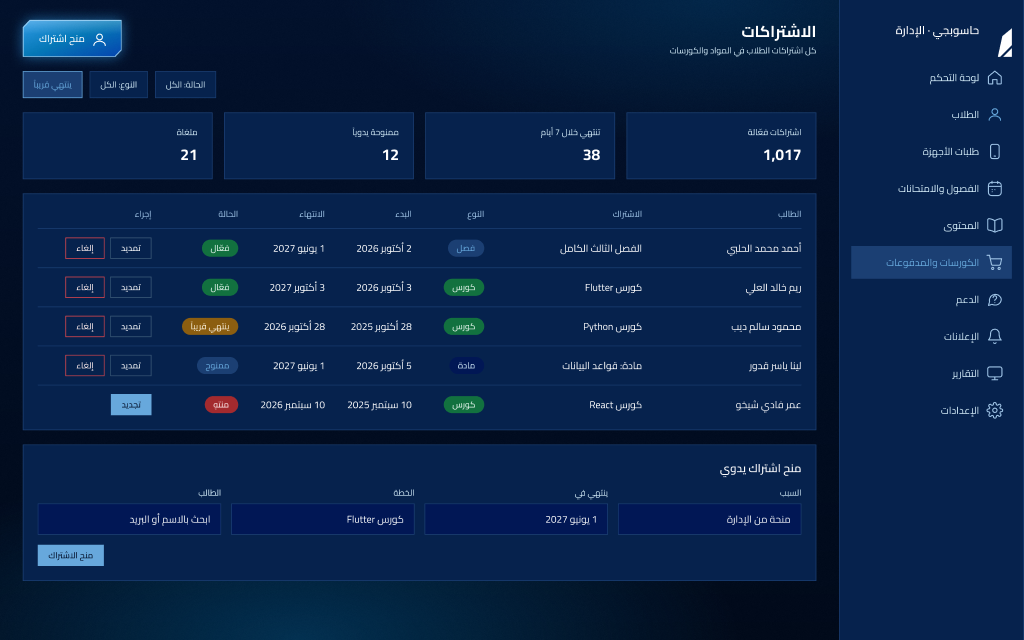 حاسوبجي · الإدارة
لوحة التحكم
الطلاب
طلبات الأجهزة
الفصول والامتحانات
المحتوى
الكورسات والمدفوعات
الدعم
الإعلانات
التقارير
الإعدادات
الاشتراكات
كل اشتراكات الطلاب في المواد والكورسات
منح اشتراك
الحالة: الكل
النوع: الكل
ينتهي قريباً
اشتراكات فعّالة
1,017
تنتهي خلال 7 أيام
38
ممنوحة يدوياً
12
ملغاة
21
الطالب الاشتراك النوع البدء الانتهاء الحالة إجراء
أحمد محمد الحلبي الفصل الثالث الكامل فصل 2 أكتوبر 2026 1 يونيو 2027 فعّال تمديد إلغاء
ريم خالد العلي كورس Flutter كورس 3 أكتوبر 2026 3 أكتوبر 2027 فعّال تمديد إلغاء
محمود سالم ديب كورس Python كورس 28 أكتوبر 2025 28 أكتوبر 2026 ينتهي قريباً تمديد إلغاء
لينا ياسر قدور مادة: قواعد البيانات مادة 5 أكتوبر 2026 1 يونيو 2027 ممنوح تمديد إلغاء
عمر فادي شيخو كورس React كورس 10 سبتمبر 2025 10 سبتمبر 2026 منتهٍ تجديد
منح اشتراك يدوي
السبب ينتهي في الخطة الطالب
منحة من الإدارة 1 يونيو 2027 كورس Flutter ابحث بالاسم أو البريد
منح الاشتراك